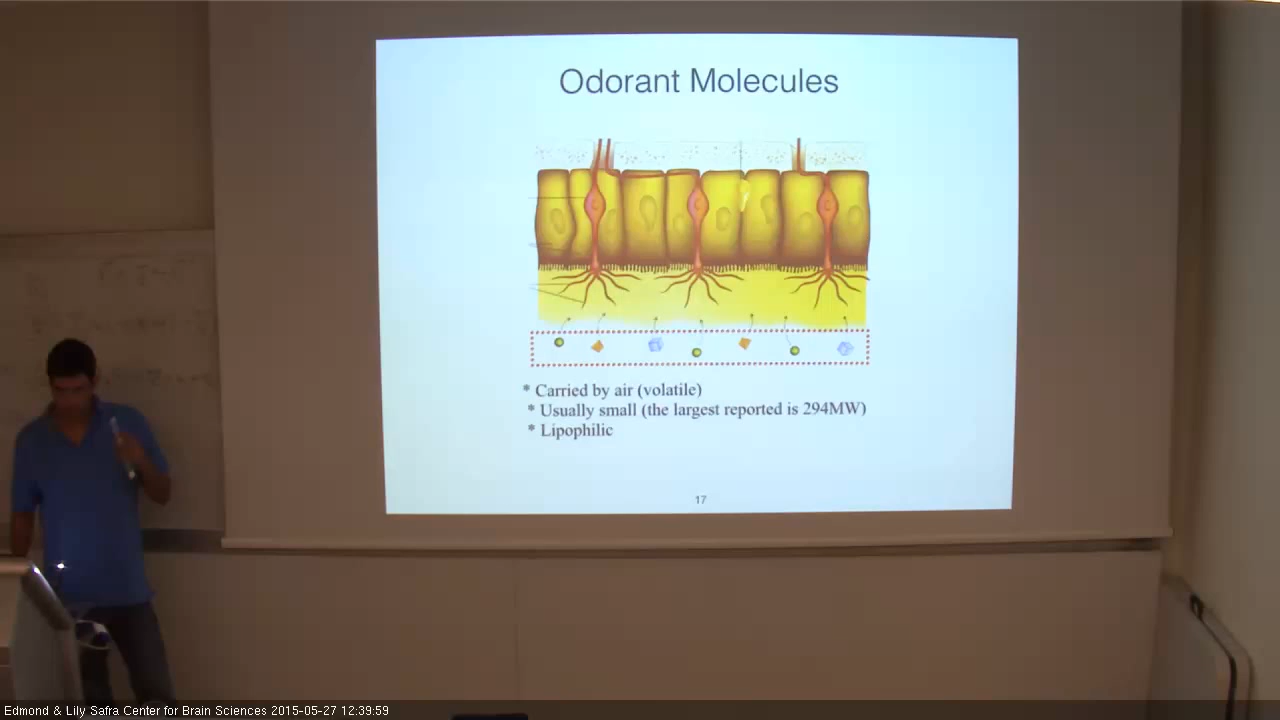 Odorant Molecules
* Carried by air (volatile)
* Usually small (the largest reported is 294MW)
* Lipophilic
17
Edmond & Lily Safra Center for Brain Sciences 2015-05-27 12:39:59